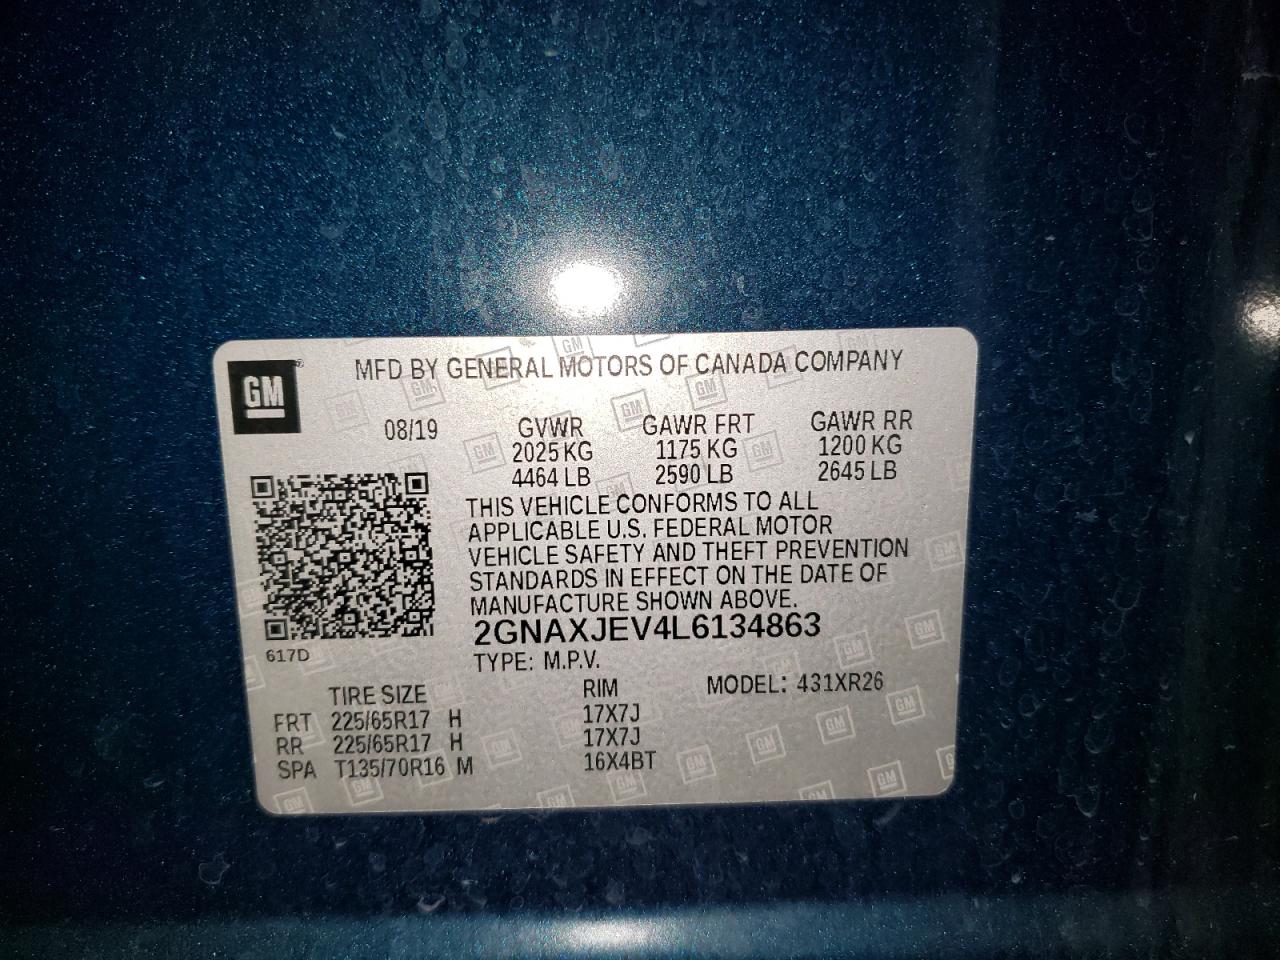 GM
MFD BY GENERAL MOTORS OF CANADA COMPANY
08/19 GVWR GAWR FRT GAWR RR
2025 KG 1175 KG 1200 KG
4464 LB 2590 LB 2645 LB
THIS VEHICLE CONFORMS TO ALL
APPLICABLE U.S. FEDERAL MOTOR
VEHICLE SAFETY AND THEFT PREVENTION
STANDARDS IN EFFECT ON THE DATE OF
MANUFACTURE SHOWN ABOVE.
2GNAXJEV4L6134863
617D
TYPE: M.P.V.
TIRE SIZE RIM MODEL: 431XR26
FRT 225/65R17 H 17X7J
RR 225/65R17 H 17X7J
SPA T135/70R16 M 16X4BT